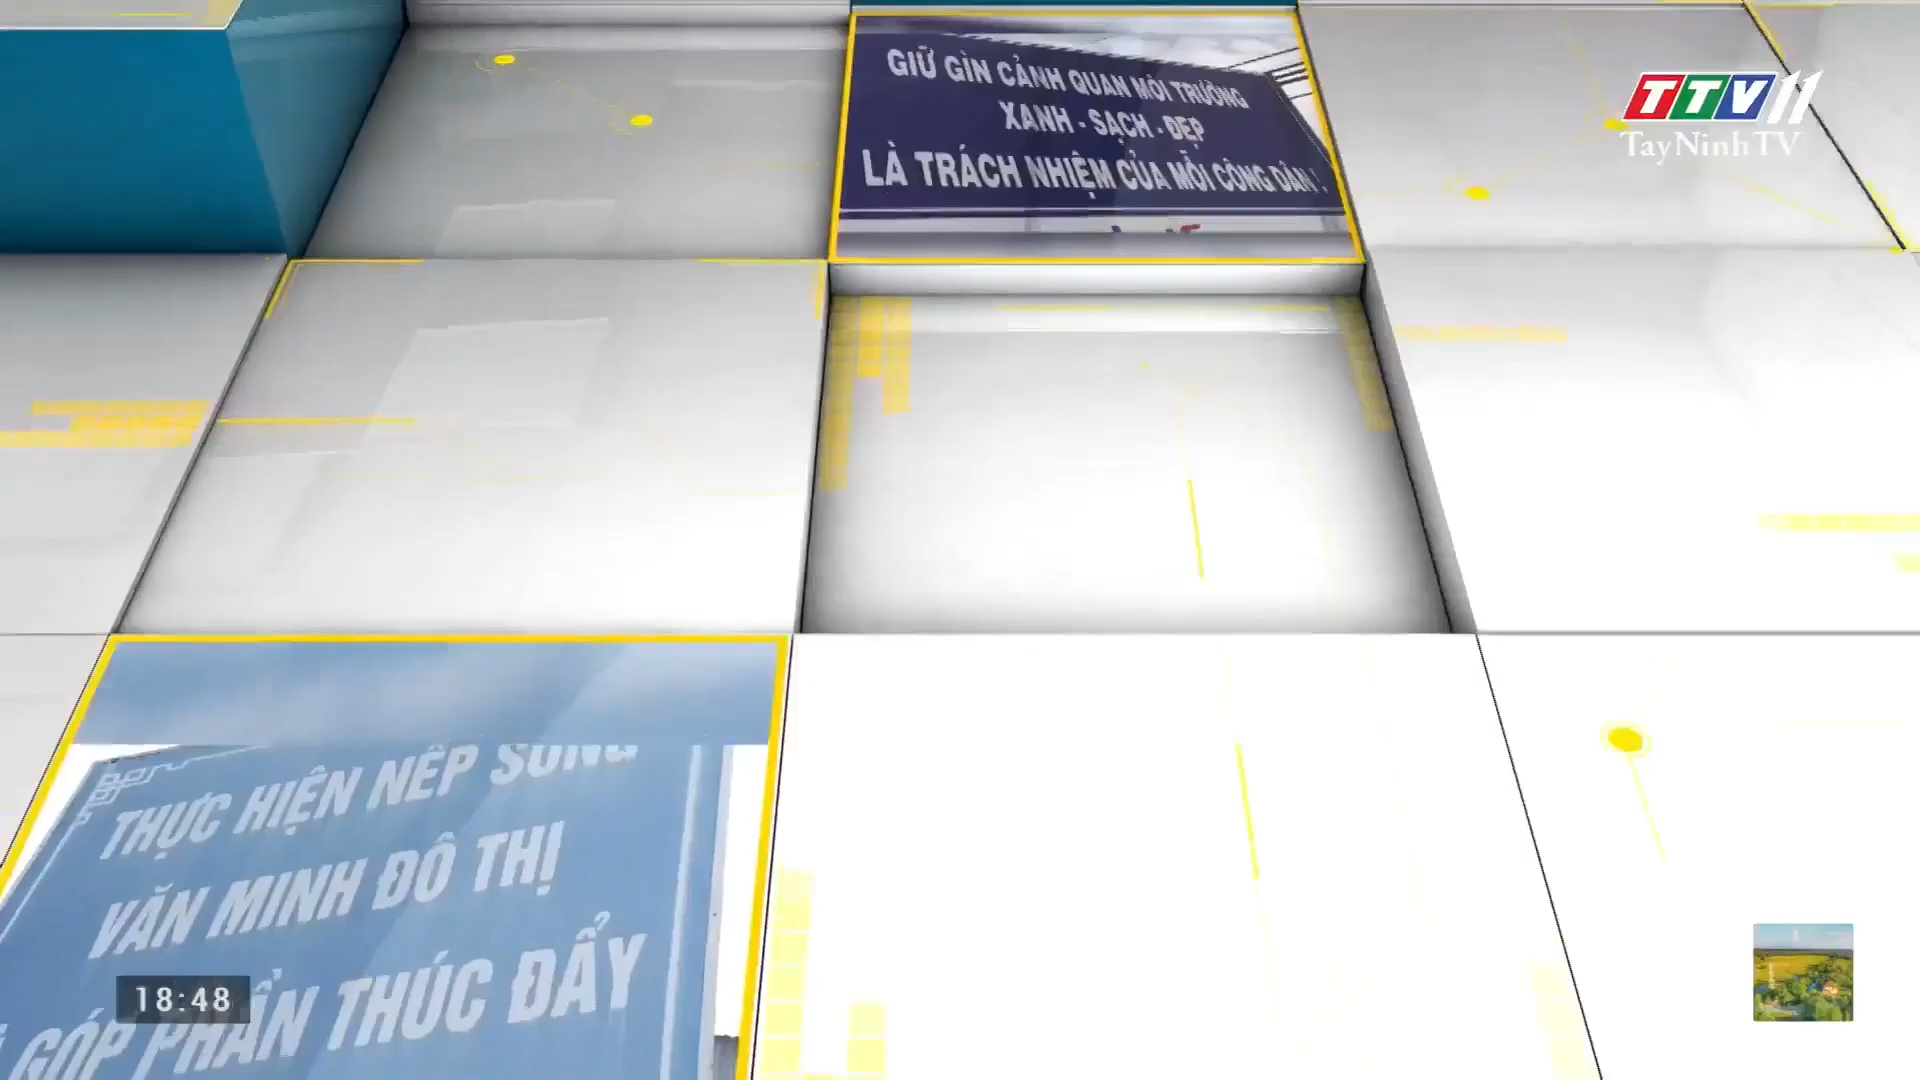 GIỮ GÌN CẢNH QUAN MÔI TRƯỜNG
XANH - SẠCH - ĐẸP
LÀ TRÁCH NHIỆM CỦA MỖI CÔNG DÂN !
TTV11
TayNinhTV
THỰC HIỆN NẾP SỐNG
VĂN MINH ĐÔ THỊ
GÓP PHẦN THÚC ĐẨY
18:48